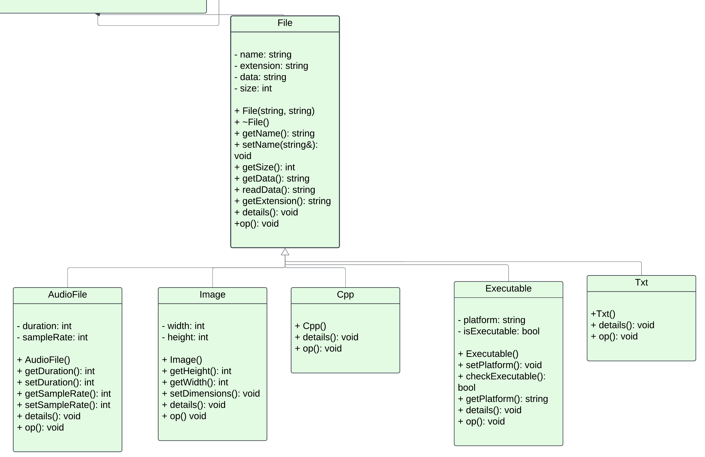 File
- name: string
- extension: string
- data: string
- size: int
+ File(string, string)
+ ~File()
+ getName(): string
+ setName(string&):
void
+ getSize(): int
+ getData(): string
+ readData(): string
+ getExtension(): string
+ details(): void
+op(): void
AudioFile
- duration: int
- sampleRate: int
+ AudioFile()
+ getDuration(): int
+ setDuration(): int
+ getSampleRate(): int
+ setSampleRate(): int
+ details(): void
+ op(): void
Image
- width: int
- height: int
+ Image()
+ getHeight(): int
+ getWidth(): int
+ setDimensions(): void
+ details(): void
+ op() void
Cpp
+ Cpp()
+ details(): void
+ op(): void
Executable
- platform: string
- isExecutable: bool
+ Executable()
+ setPlatform(): void
+ checkExecutable():
bool
+ getPlatform(): string
+ details(): void
+ op(): void
Txt
+Txt()
+ details(): void
+ op(): void